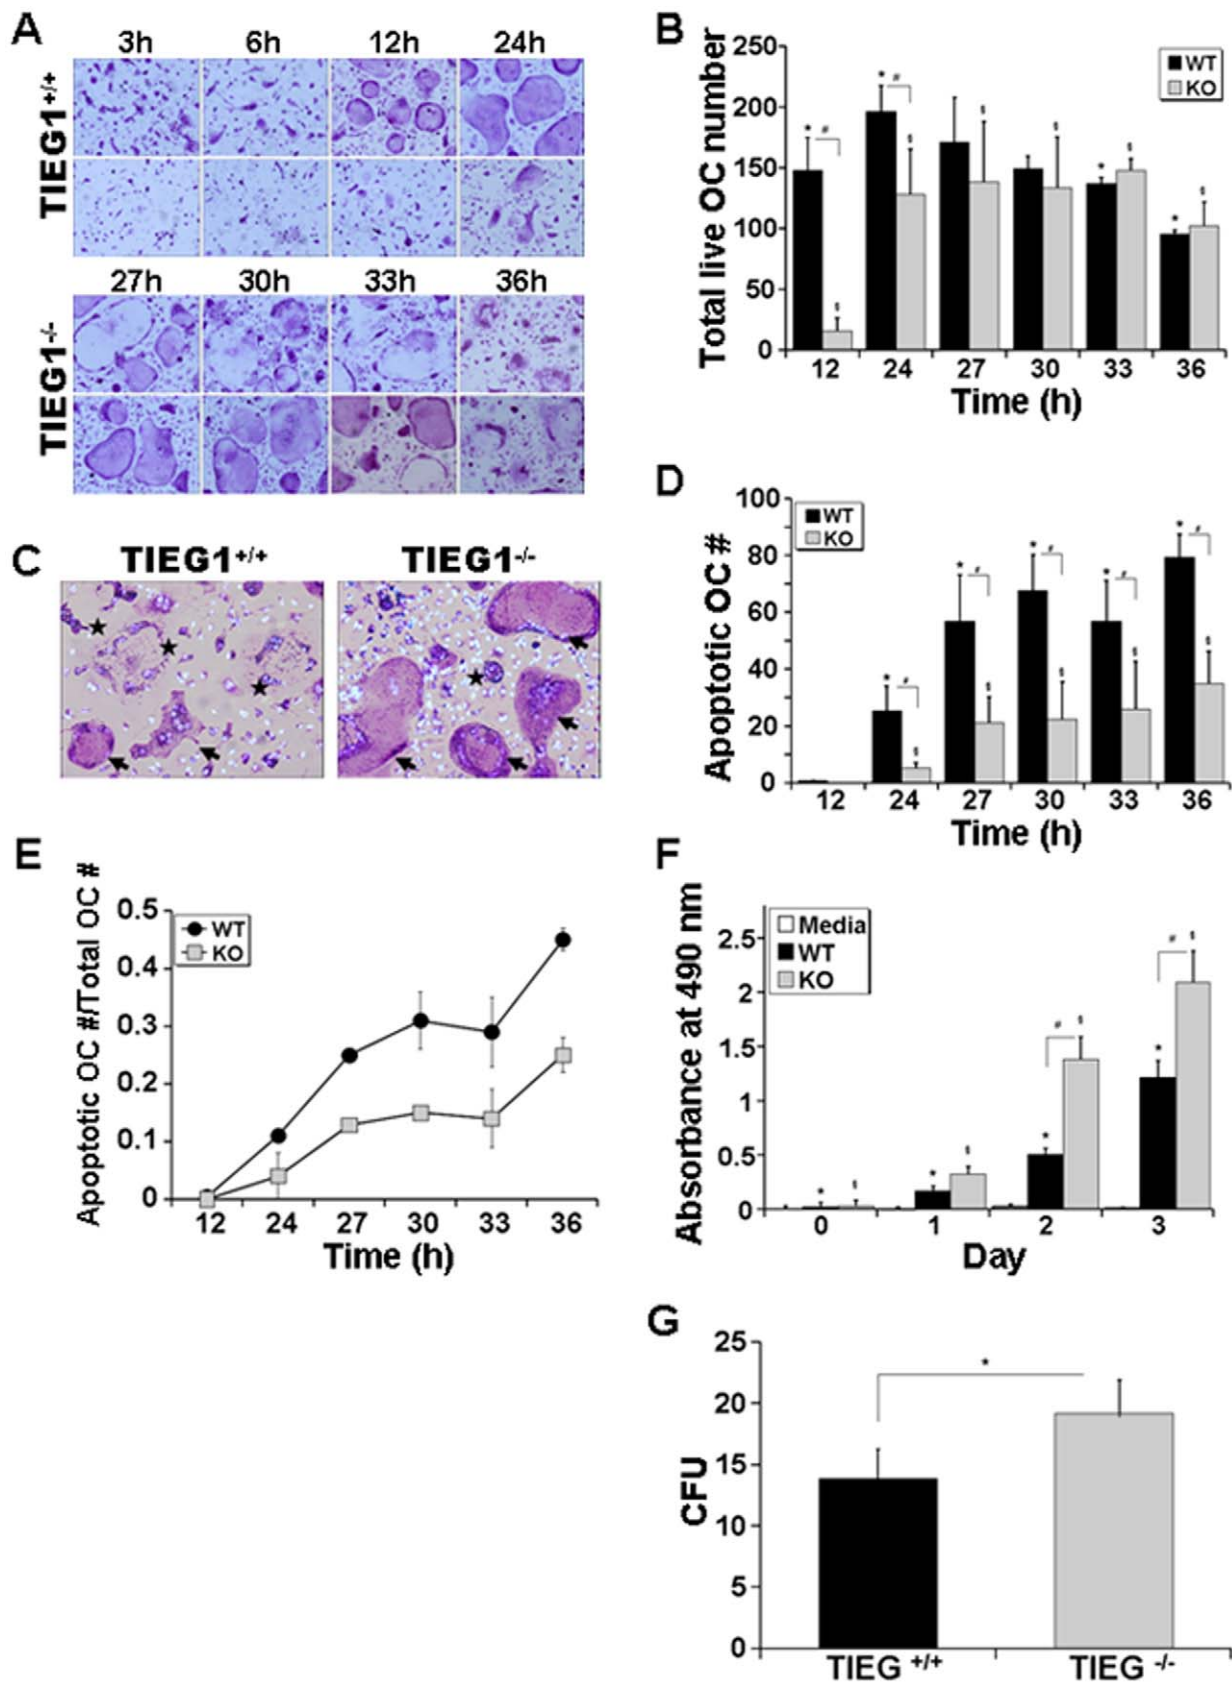 A
3h 6h 12h 24h
TIEG1+/+
27h 30h 33h 36h
TIEG1-/-
B
Total live OC number
250
200
150
100
50
0
WT
KO
* # § * # § § § * § * §
12 24 27 30 33 36
Time (h)
C
TIEG1+/+ TIEG1-/-
D
Apoptotic OC #
100
80
60
40
20
0
WT
KO
* # § * # § * # § * # § * # §
12 24 27 30 33 36
Time (h)
E
Apoptotic OC #/Total OC #
0.5
0.4
0.3
0.2
0.1
0
WT
KO
12 24 27 30 33 36
Time (h)
F
Absorbance at 490 nm
2.5
2
1.5
1
0.5
0
Media
WT
KO
* § * § * # § * # §
0 1 2 3
Day
G
CFU
25
20
15
10
5
0
*
TIEG +/+ TIEG -/-